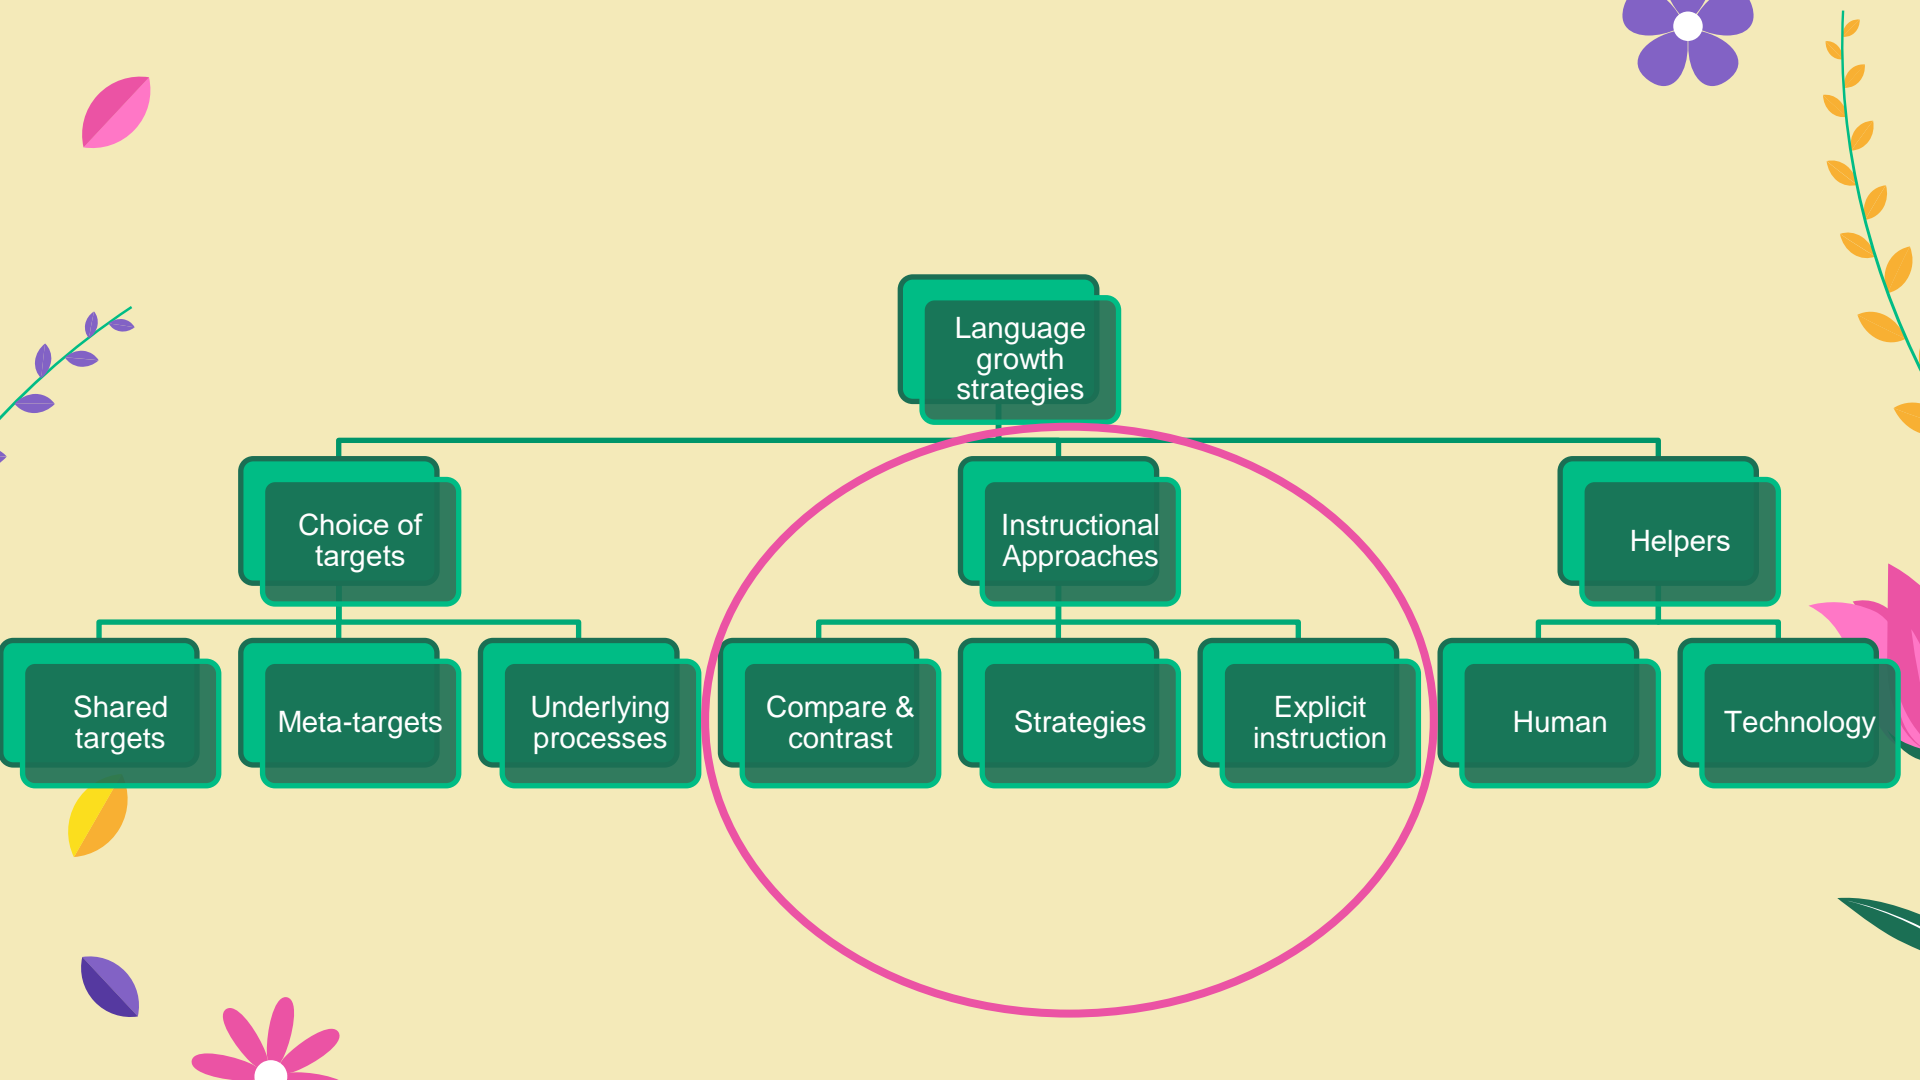 Language
growth
strategies
Choice of
targets
Instructional
Approaches
Helpers
Shared
targets
Meta-targets
Underlying
processes
Compare &
contrast
Strategies
Explicit
instruction
Human
Technology